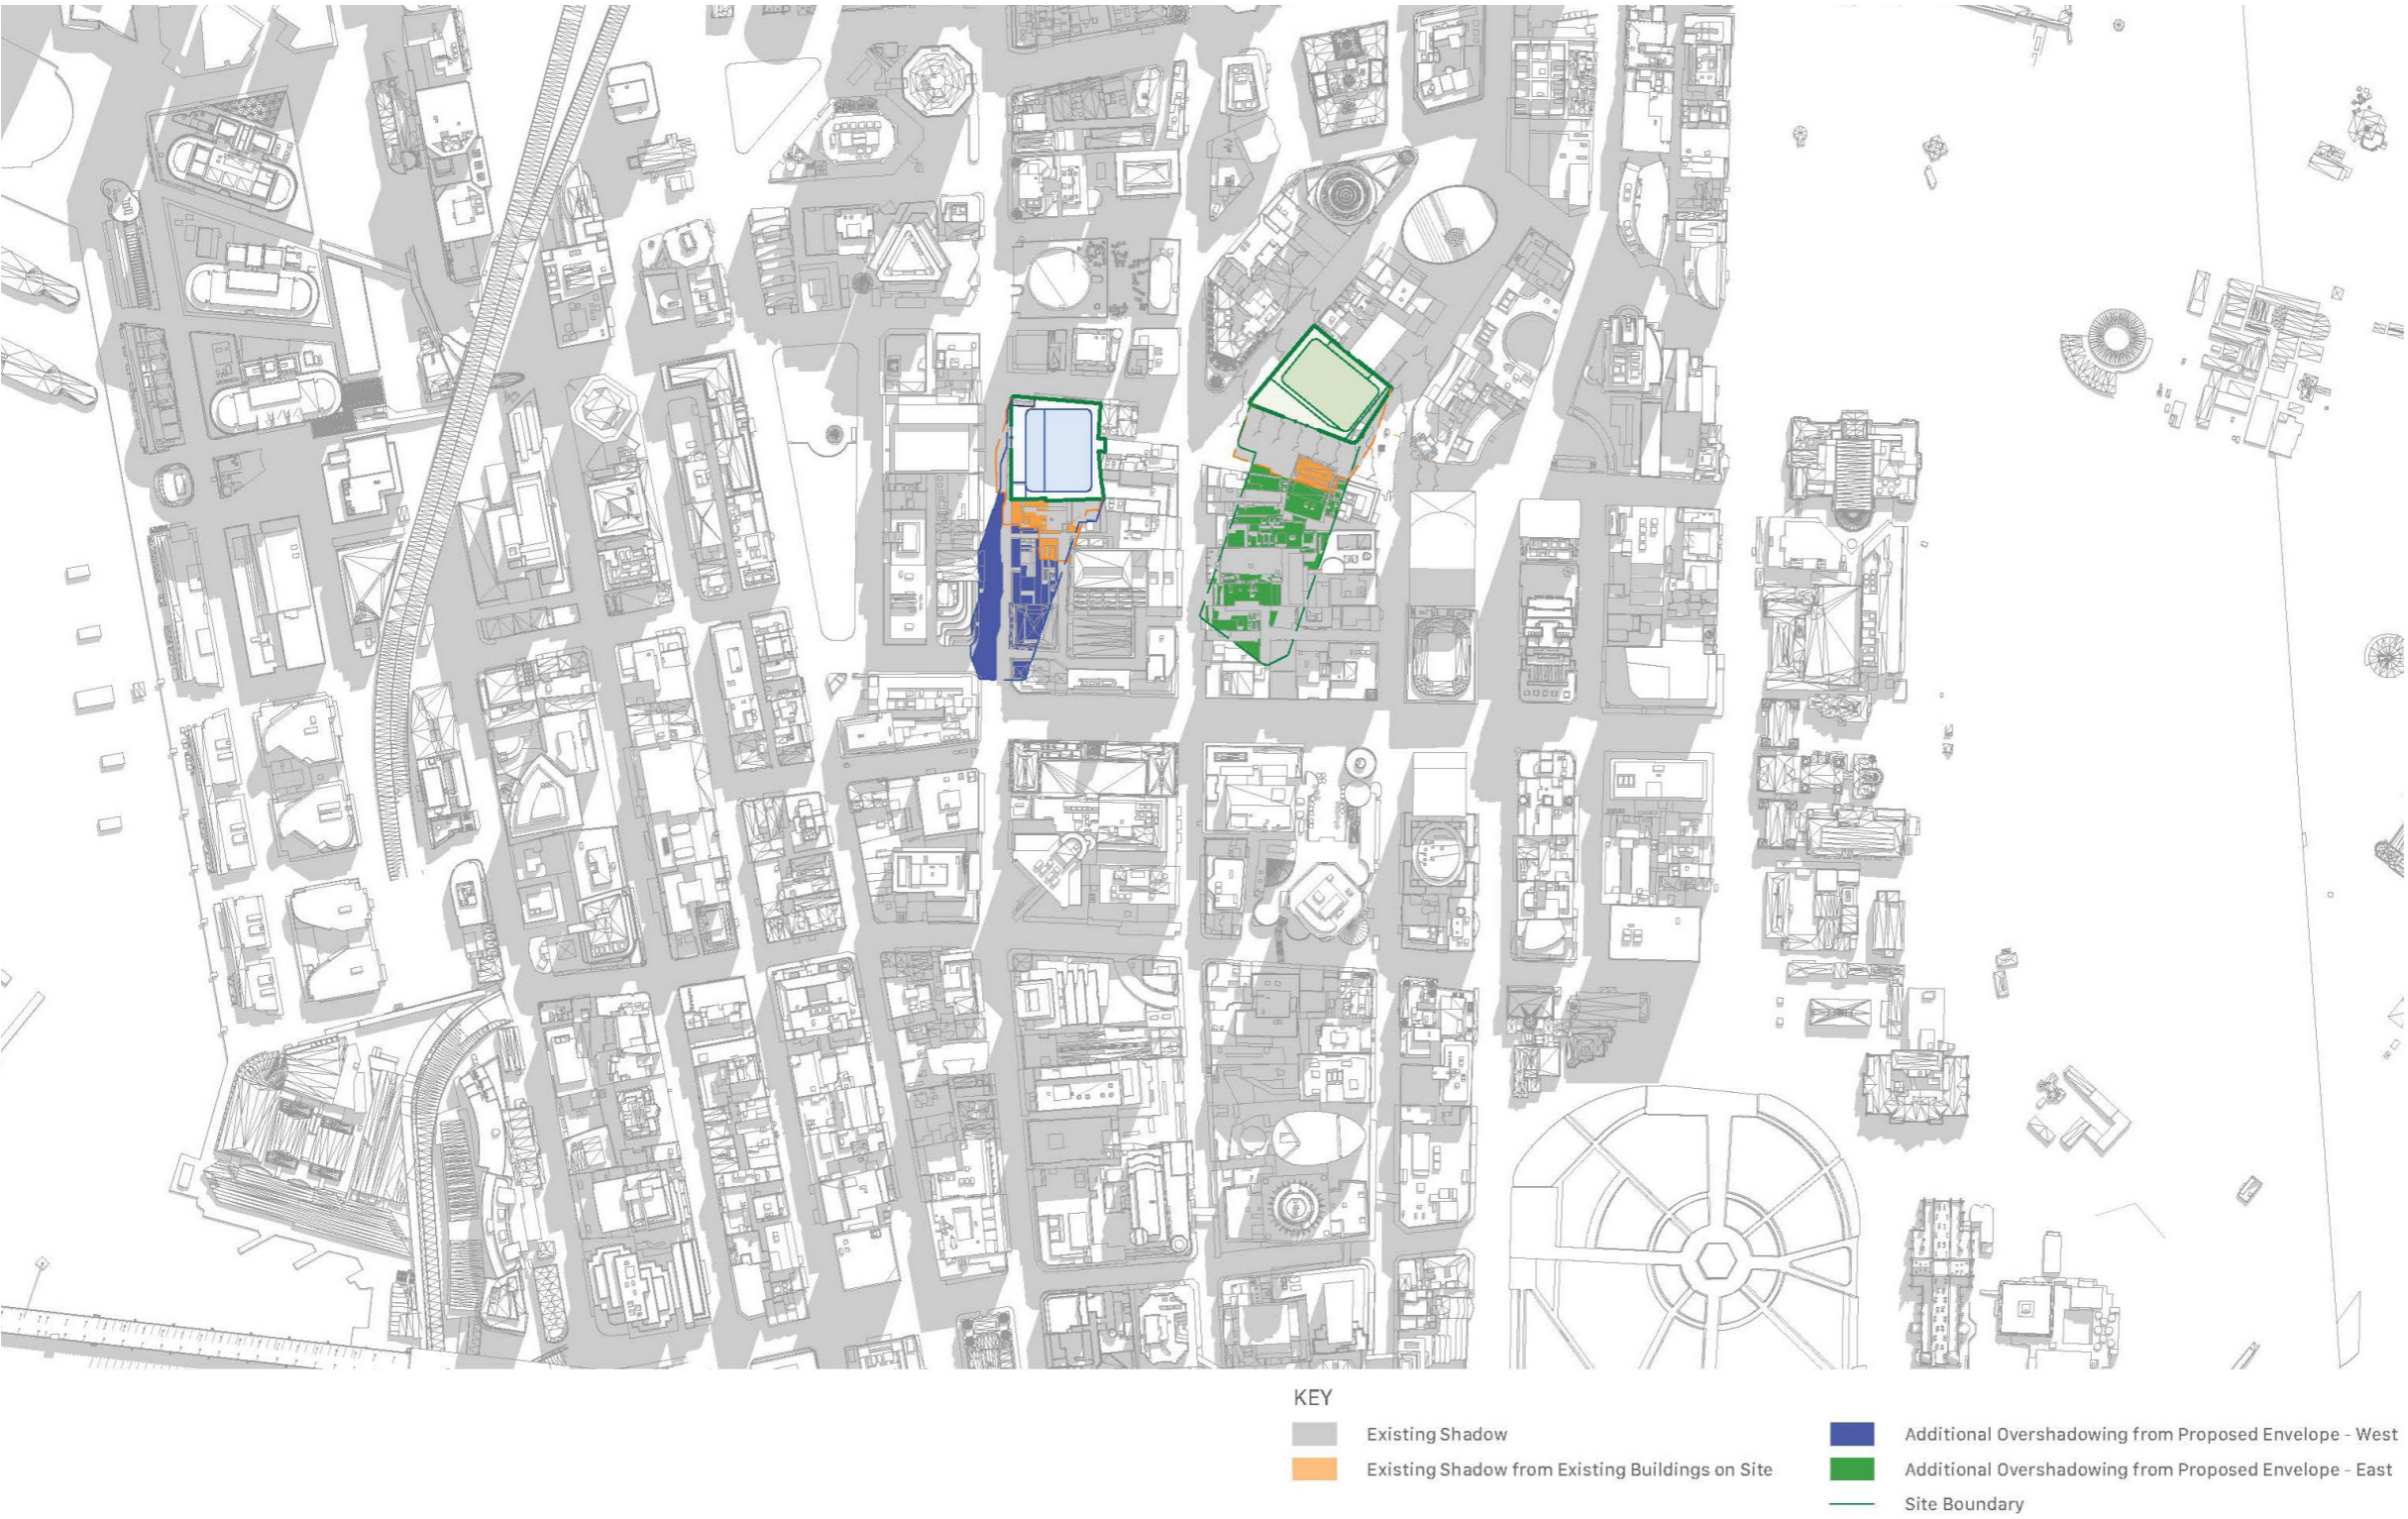 KEY
Existing Shadow
Existing Shadow from Existing Buildings on Site
Additional Overshadowing from Proposed Envelope - West
Additional Overshadowing from Proposed Envelope - East
Site Boundary